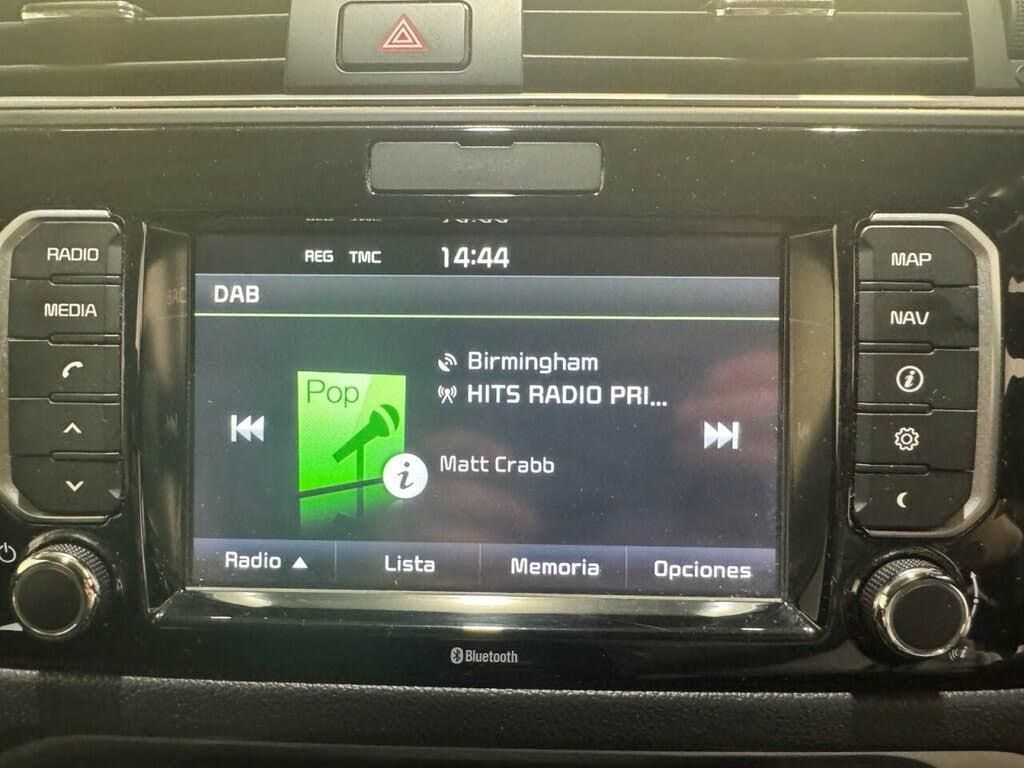 RADIO
MEDIA
REG TMC 14:44
DAB
Pop
Birmingham
HITS RADIO PRI...
Matt Crabb
Radio ▲
Lista
Memoria
Opciones
MAP
NAV
Bluetooth